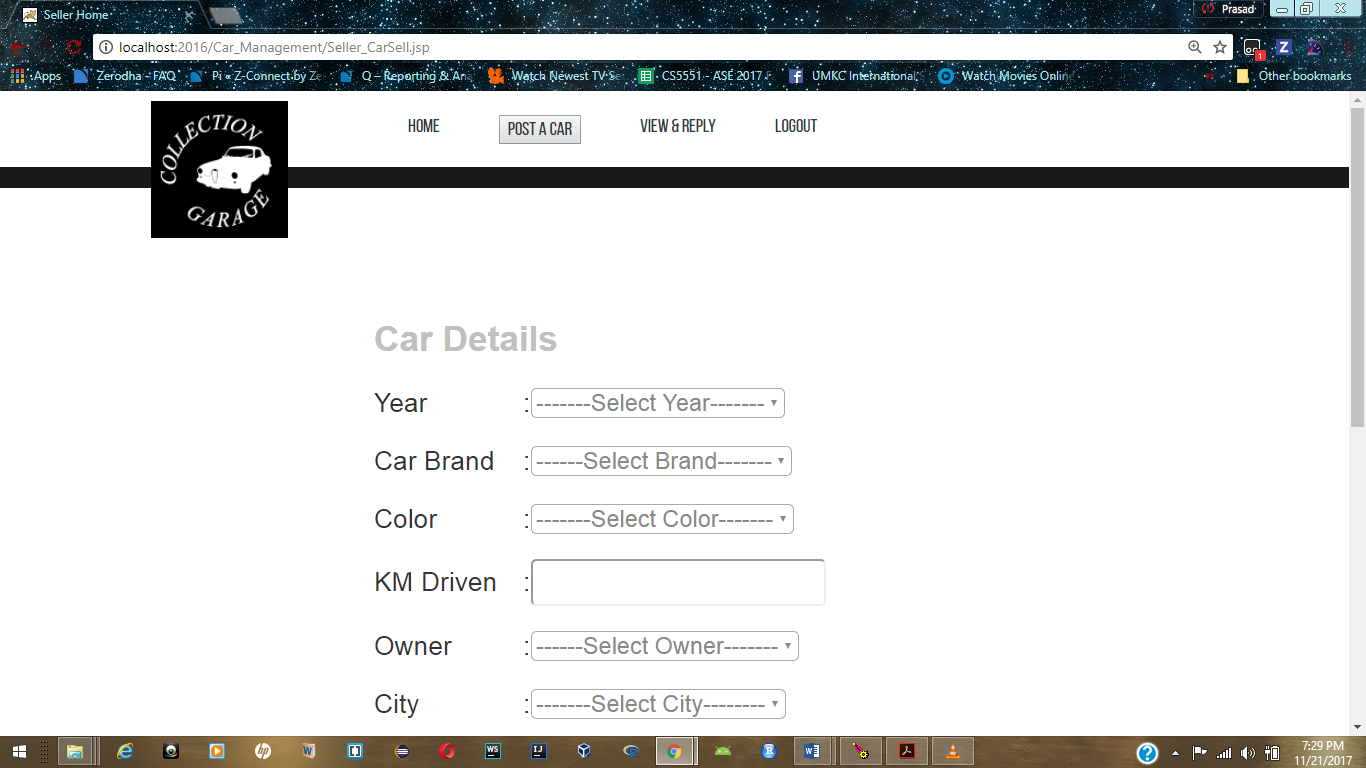 Seller Home
Prasad
localhost:2016/Car_Management/Seller_CarSell.jsp
1
Apps
Zerodha - FAQ
Pi « Z-Connect by Ze
Q – Reporting & Ana
Watch Newest TV Se
CS5551 - ASE 2017 F
UMKC International
Watch Movies Online
Other bookmarks
COLLECTION
GARAGE
HOME
POST A CAR
VIEW & REPLY
LOGOUT
Car Details
Year :-------Select Year-------
Car Brand :------Select Brand-------
Color :-------Select Color-------
KM Driven :
Owner :------Select Owner-------
City :-------Select City--------
7:29 PM
11/21/2017